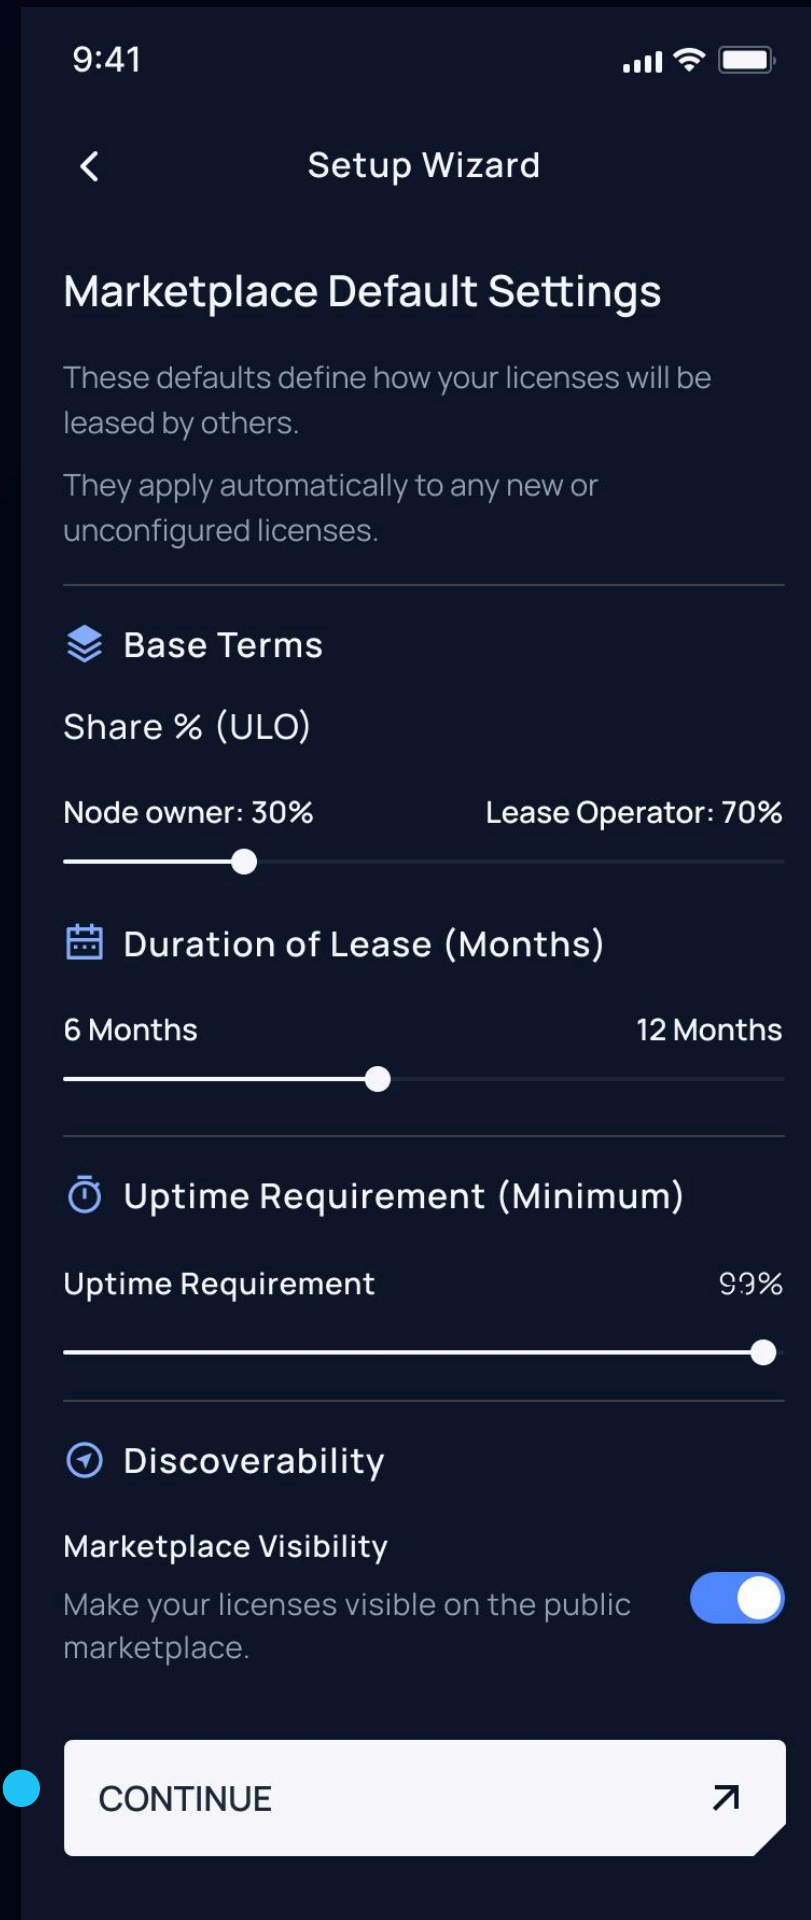 9:41
Setup Wizard
Marketplace Default Settings
These defaults define how your licenses will be
leased by others.
They apply automatically to any new or
unconfigured licenses.
Base Terms
Share % (ULO)
Node owner: 30%
Lease Operator: 70%
Duration of Lease (Months)
6 Months
12 Months
Uptime Requirement (Minimum)
Uptime Requirement
Discoverability
Marketplace Visibility
Make your licenses visible on the public
marketplace.
CONTINUE